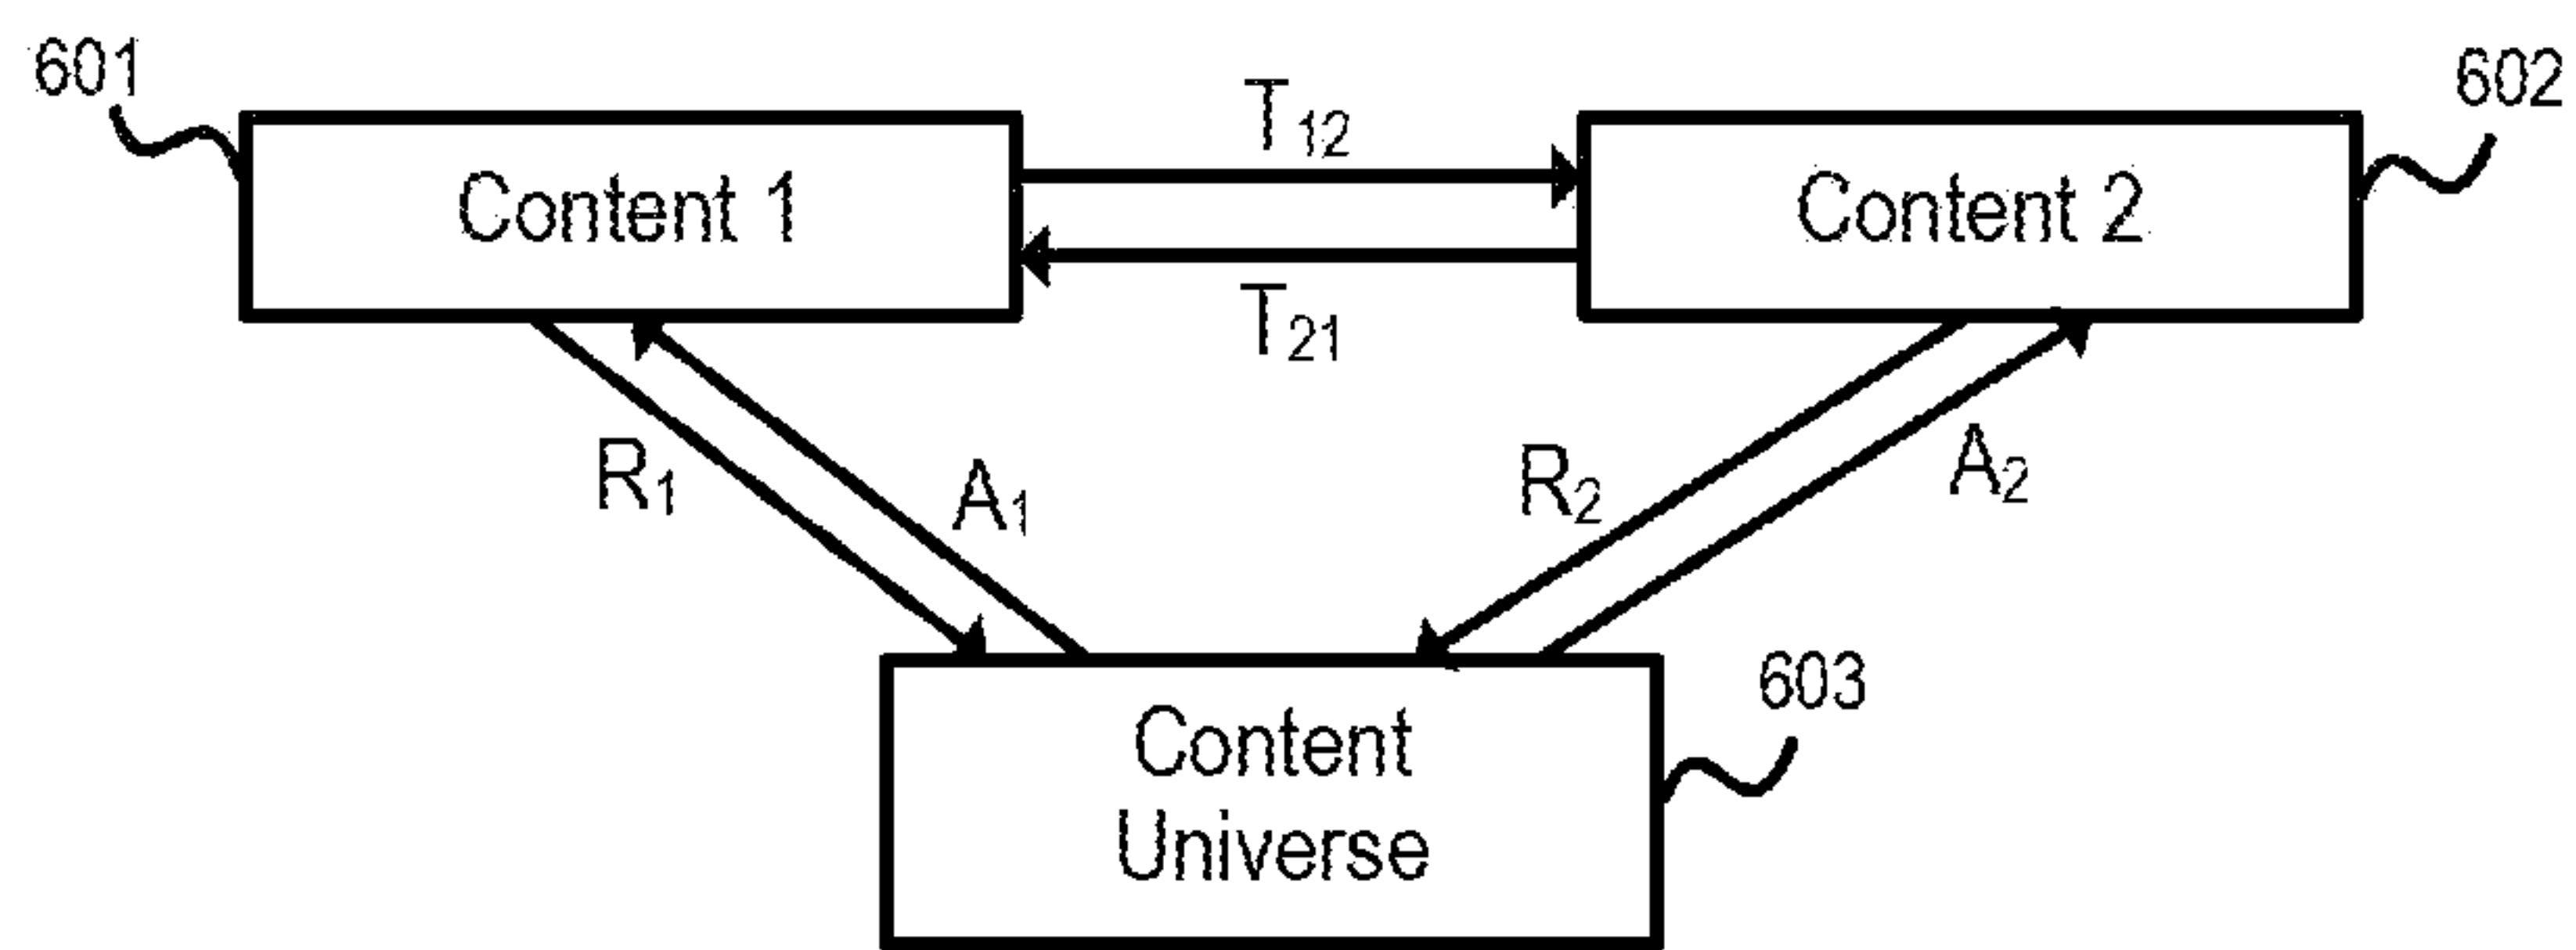 601
602
T12
Content 1
Content 2
T21
R1
A1
R2
A2
603
Content
Universe